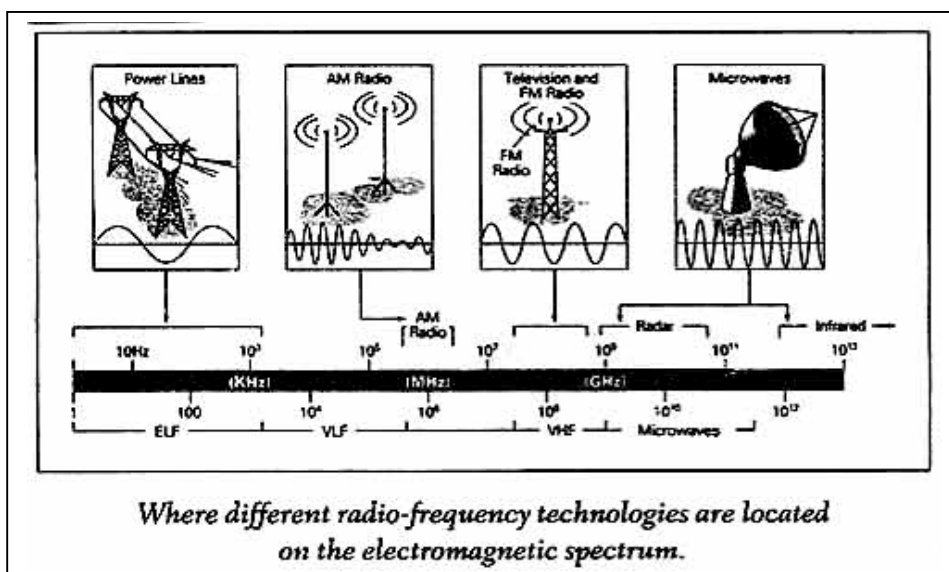 Power Lines
AM Radio
Television and
FM Radio
FM
Radio
Microwaves
AM
Radio
Radar
Infrared
10Hz 10³ 10⁵ 10⁷ 10⁹ 10¹¹ 10¹³
(KHz) (MHz) (GHz)
1 100 10⁴ 10⁶ 10⁸ 10¹⁰ 10¹²
ELF VLF VHF Microwaves
Where different radio-frequency technologies are located
on the electromagnetic spectrum.